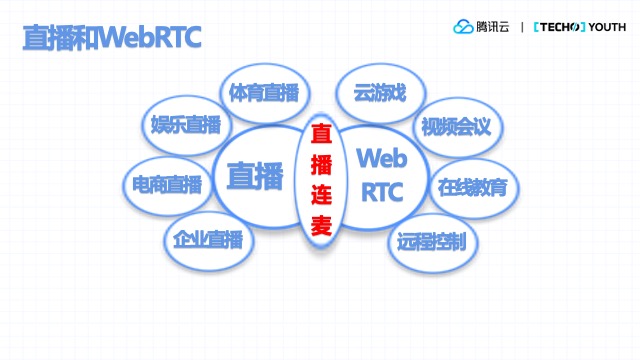 直播和WebRTC
腾讯云 | [TECHO] YOUTH
体育直播
云游戏
娱乐直播
视频会议
直播连麦
直播
Web
RTC
电商直播
在线教育
企业直播
远程控制